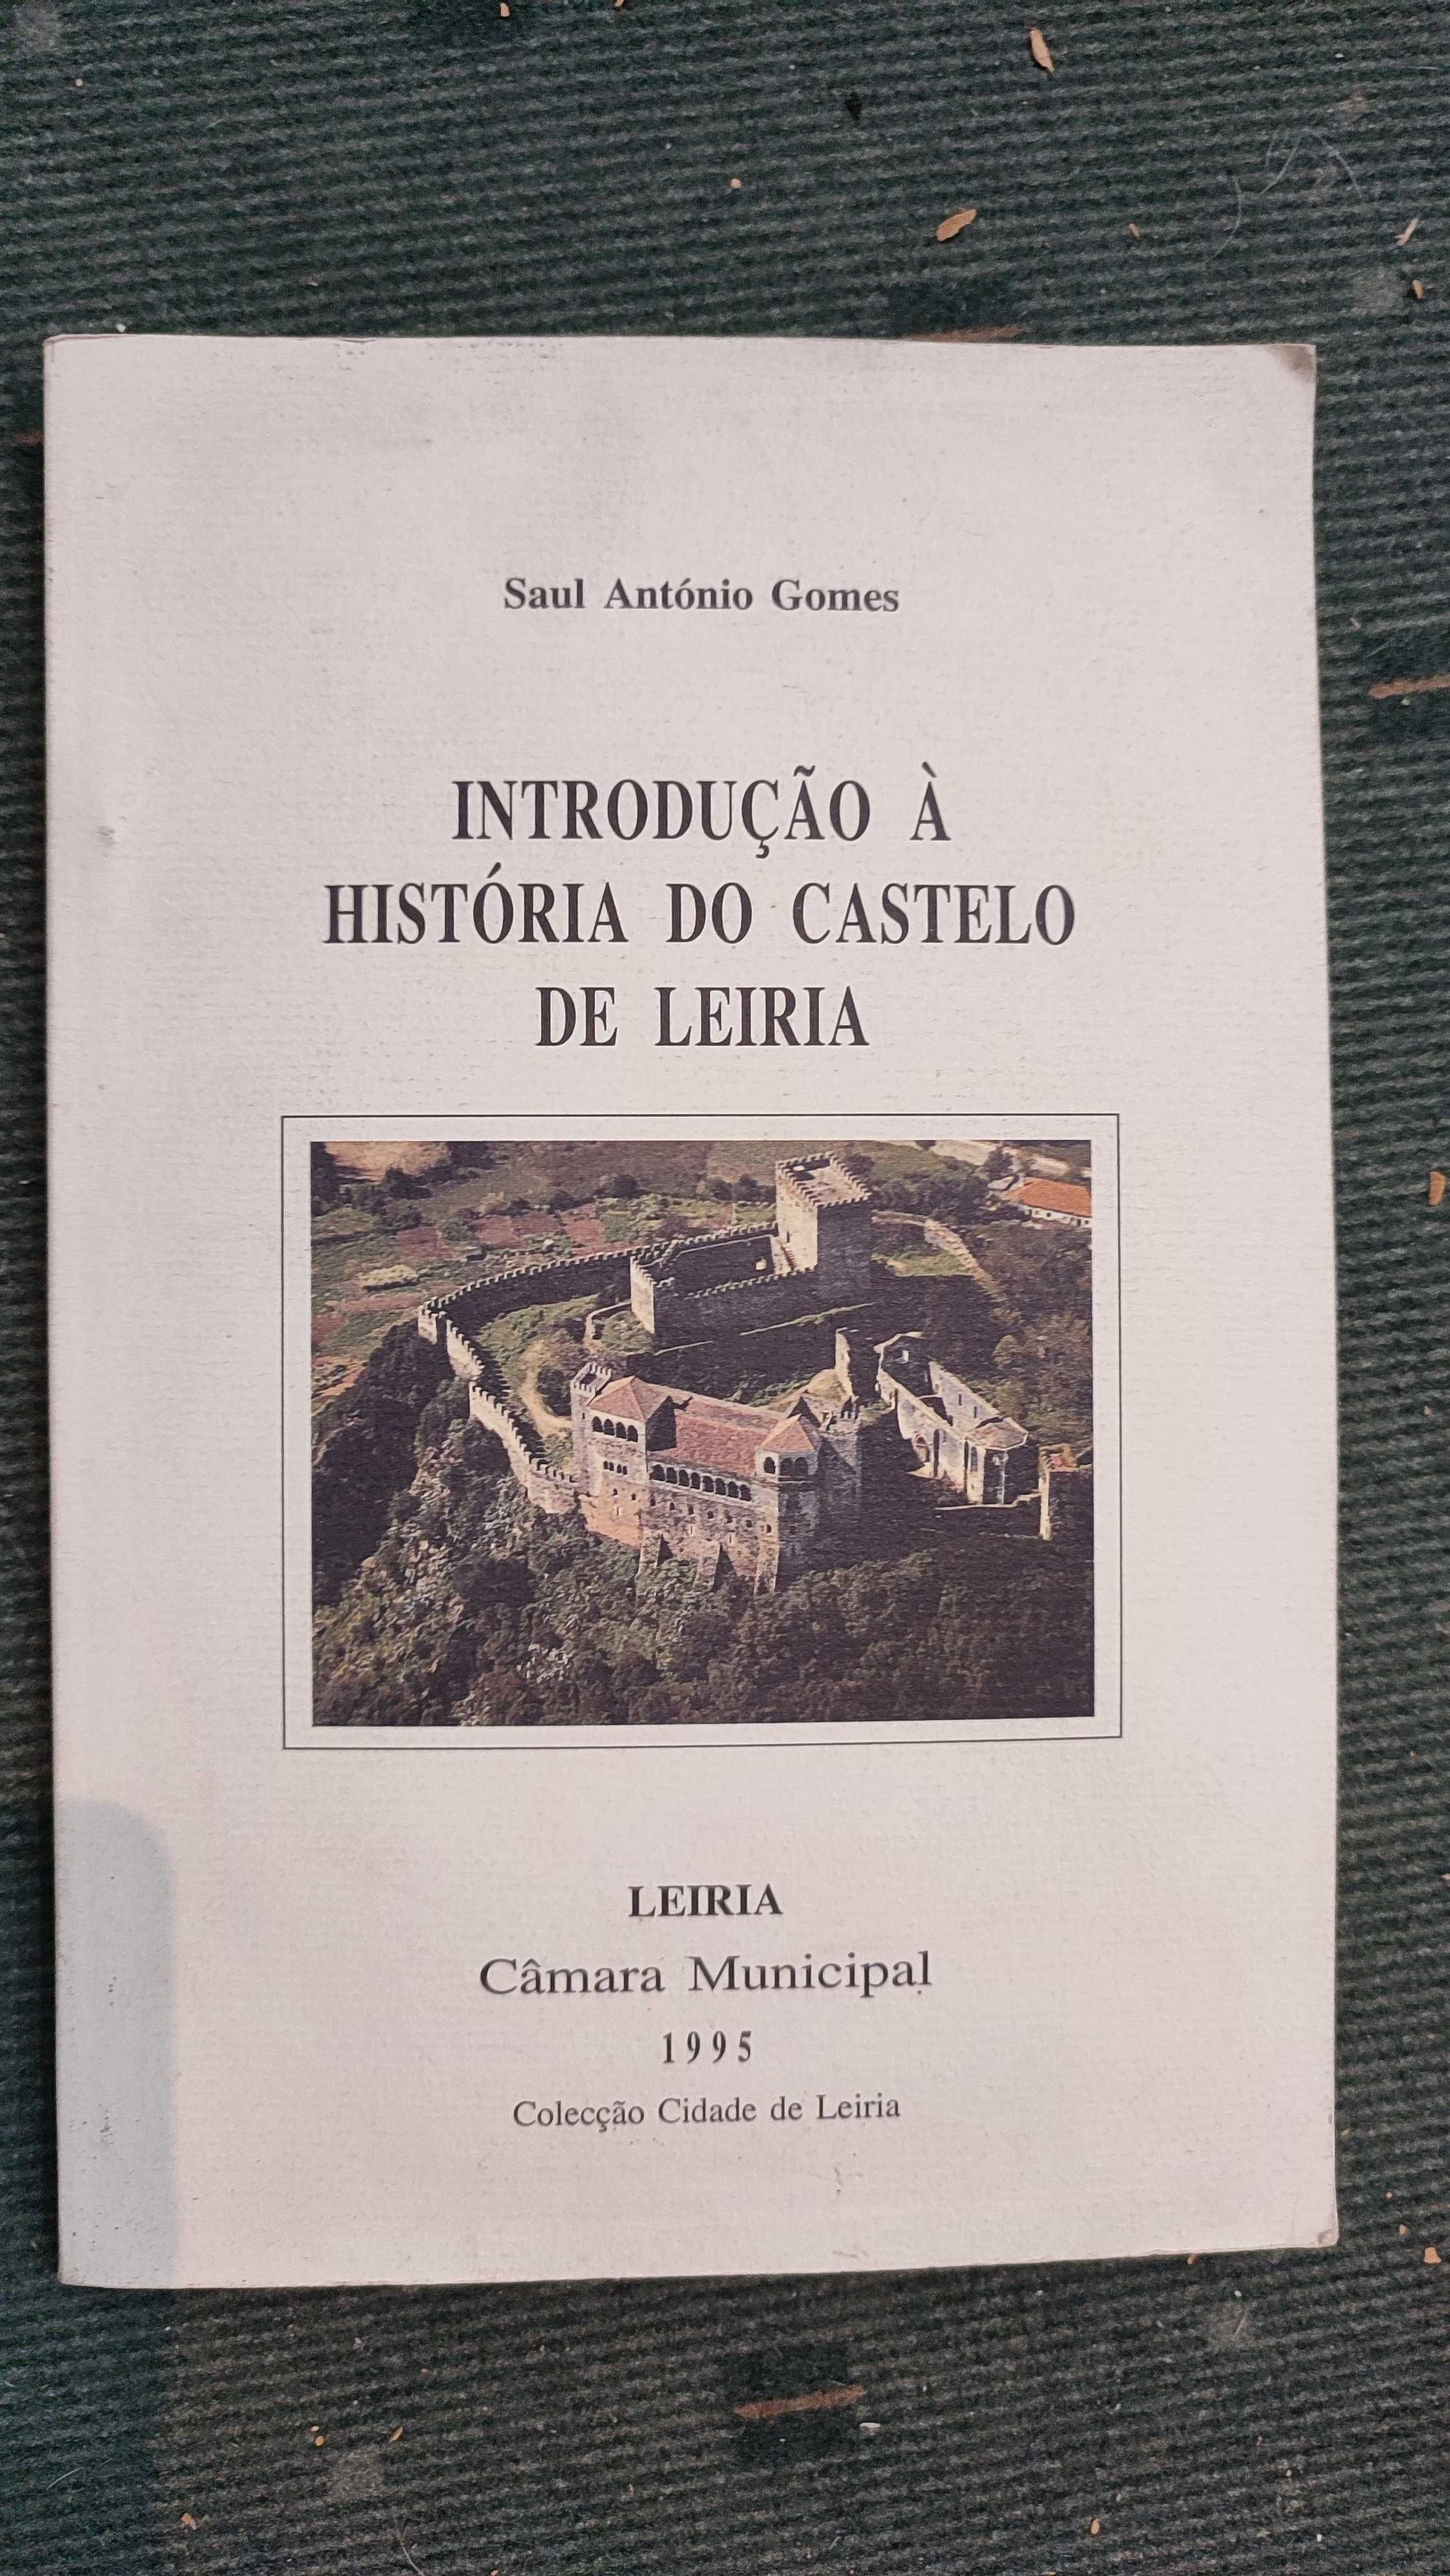 Saul António Gomes
INTRODUÇÃO À
HISTÓRIA DO CASTELO
DE LEIRIA
LEIRIA
Câmara Municipal
1995
Colecção Cidade de Leiria